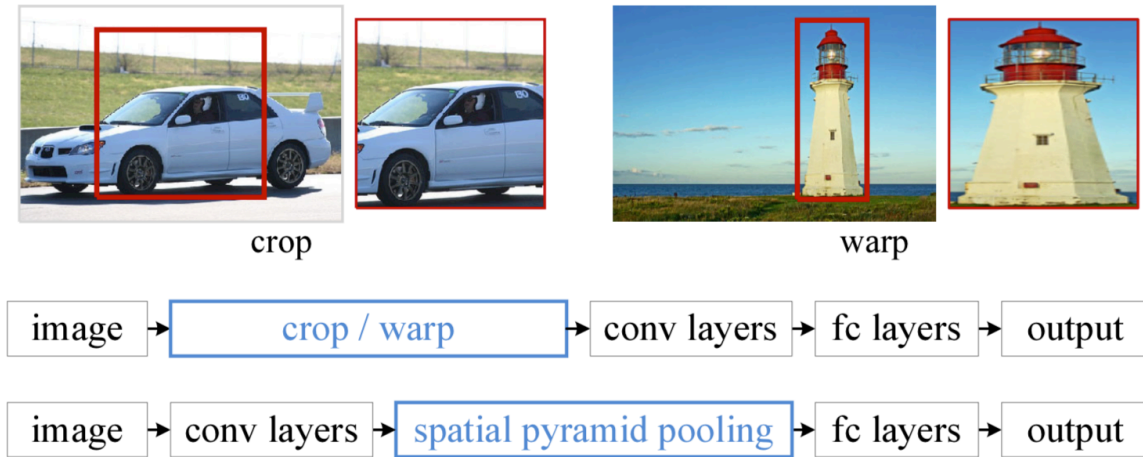 crop
warp
image crop / warp conv layers fc layers output
image conv layers spatial pyramid pooling fc layers output